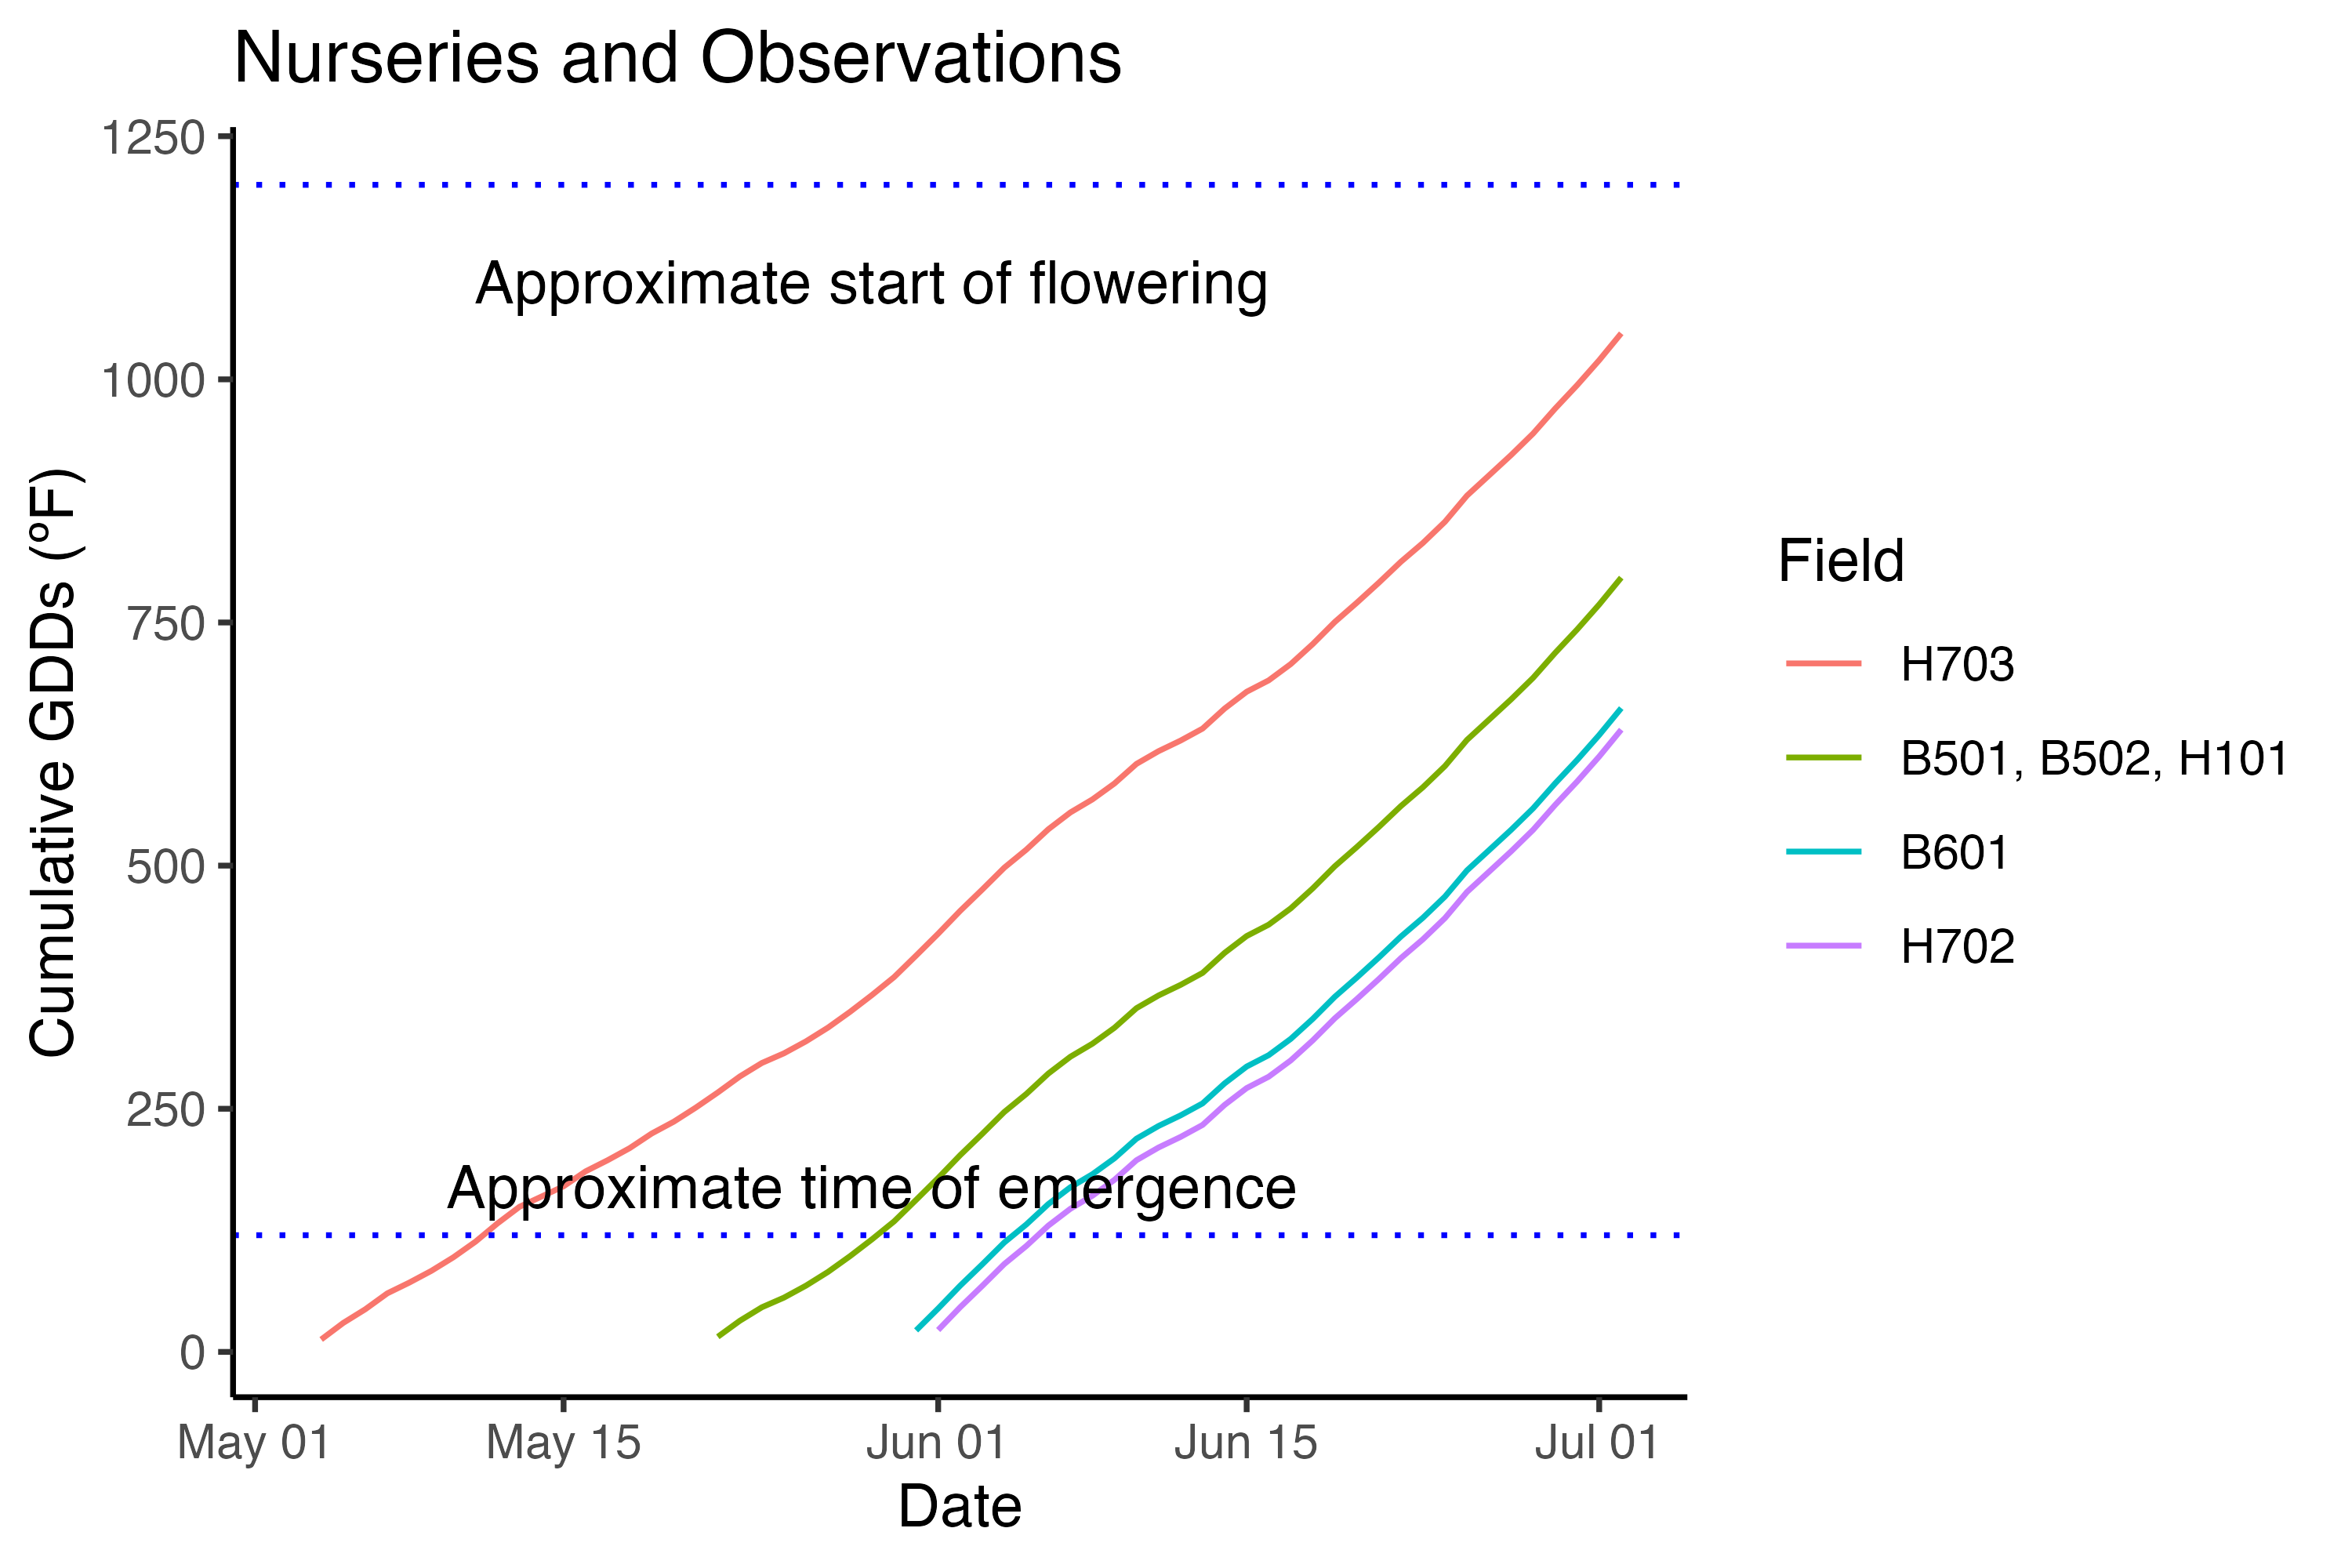 Nurseries and Observations
1250
1000
750
500
250
0
Cumulative GDDs (ºF)
Approximate start of flowering
Approximate time of emergence
May 01
May 15
Jun 01
Jun 15
Jul 01
Date
Field
H703
B501, B502, H101
B601
H702